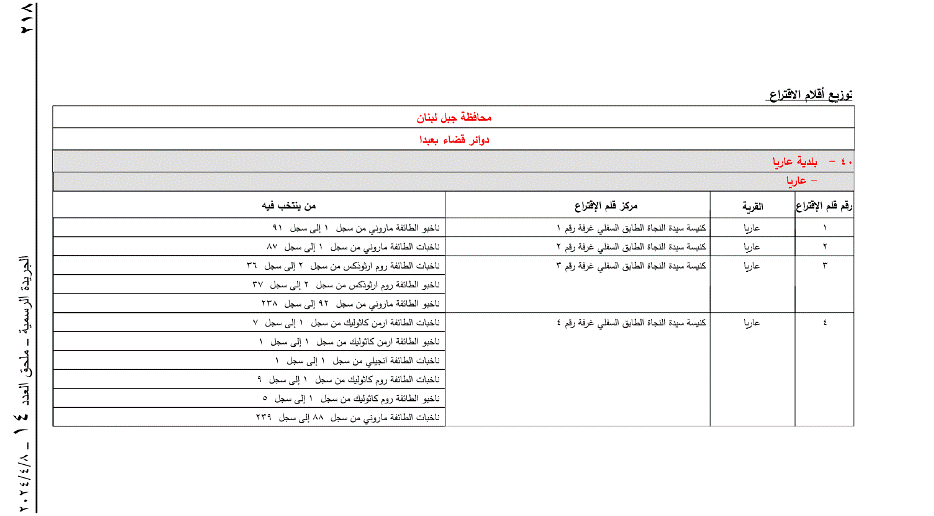 ٢١٨
الجريدة الرسمية – ملحق العدد ١٤ – ٢٠٢٤/٤/٨
توزيع أقلام الاقتراع
محافظة جبل لبنان
دوائر قضاء بعبدا
٤٠ - بلدية عاريا
- عاريا
رقم قلم الإقتراع القرية مركز قلم الإقتراع من ينتخب فيه
١ عاريا كنيسة سيدة النجاة الطابق السفلي غرفة رقم ١ ناخبو الطائفة ماروني من سجل ١ إلى سجل ٩١
٢ عاريا كنيسة سيدة النجاة الطابق السفلي غرفة رقم ٢ ناخبات الطائفة ماروني من سجل ١ إلى سجل ٨٧
٣ عاريا كنيسة سيدة النجاة الطابق السفلي غرفة رقم ٣ ناخبات الطائفة روم ارثوذكس من سجل ٢ إلى سجل ٣٦
ناخبو الطائفة روم ارثوذكس من سجل ٢ إلى سجل ٣٧
ناخبو الطائفة ماروني من سجل ٩٢ إلى سجل ٢٣٨
٤ عاريا كنيسة سيدة النجاة الطابق السفلي غرفة رقم ٤ ناخبات الطائفة ارمن كاثوليك من سجل ١ إلى سجل ٧
ناخبو الطائفة ارمن كاثوليك من سجل ١ إلى سجل ١
ناخبات الطائفة انجيلي من سجل ١ إلى سجل ١
ناخبات الطائفة روم كاثوليك من سجل ١ إلى سجل ٩
ناخبو الطائفة روم كاثوليك من سجل ١ إلى سجل ٥
ناخبات الطائفة ماروني من سجل ٨٨ إلى سجل ٢٣٩